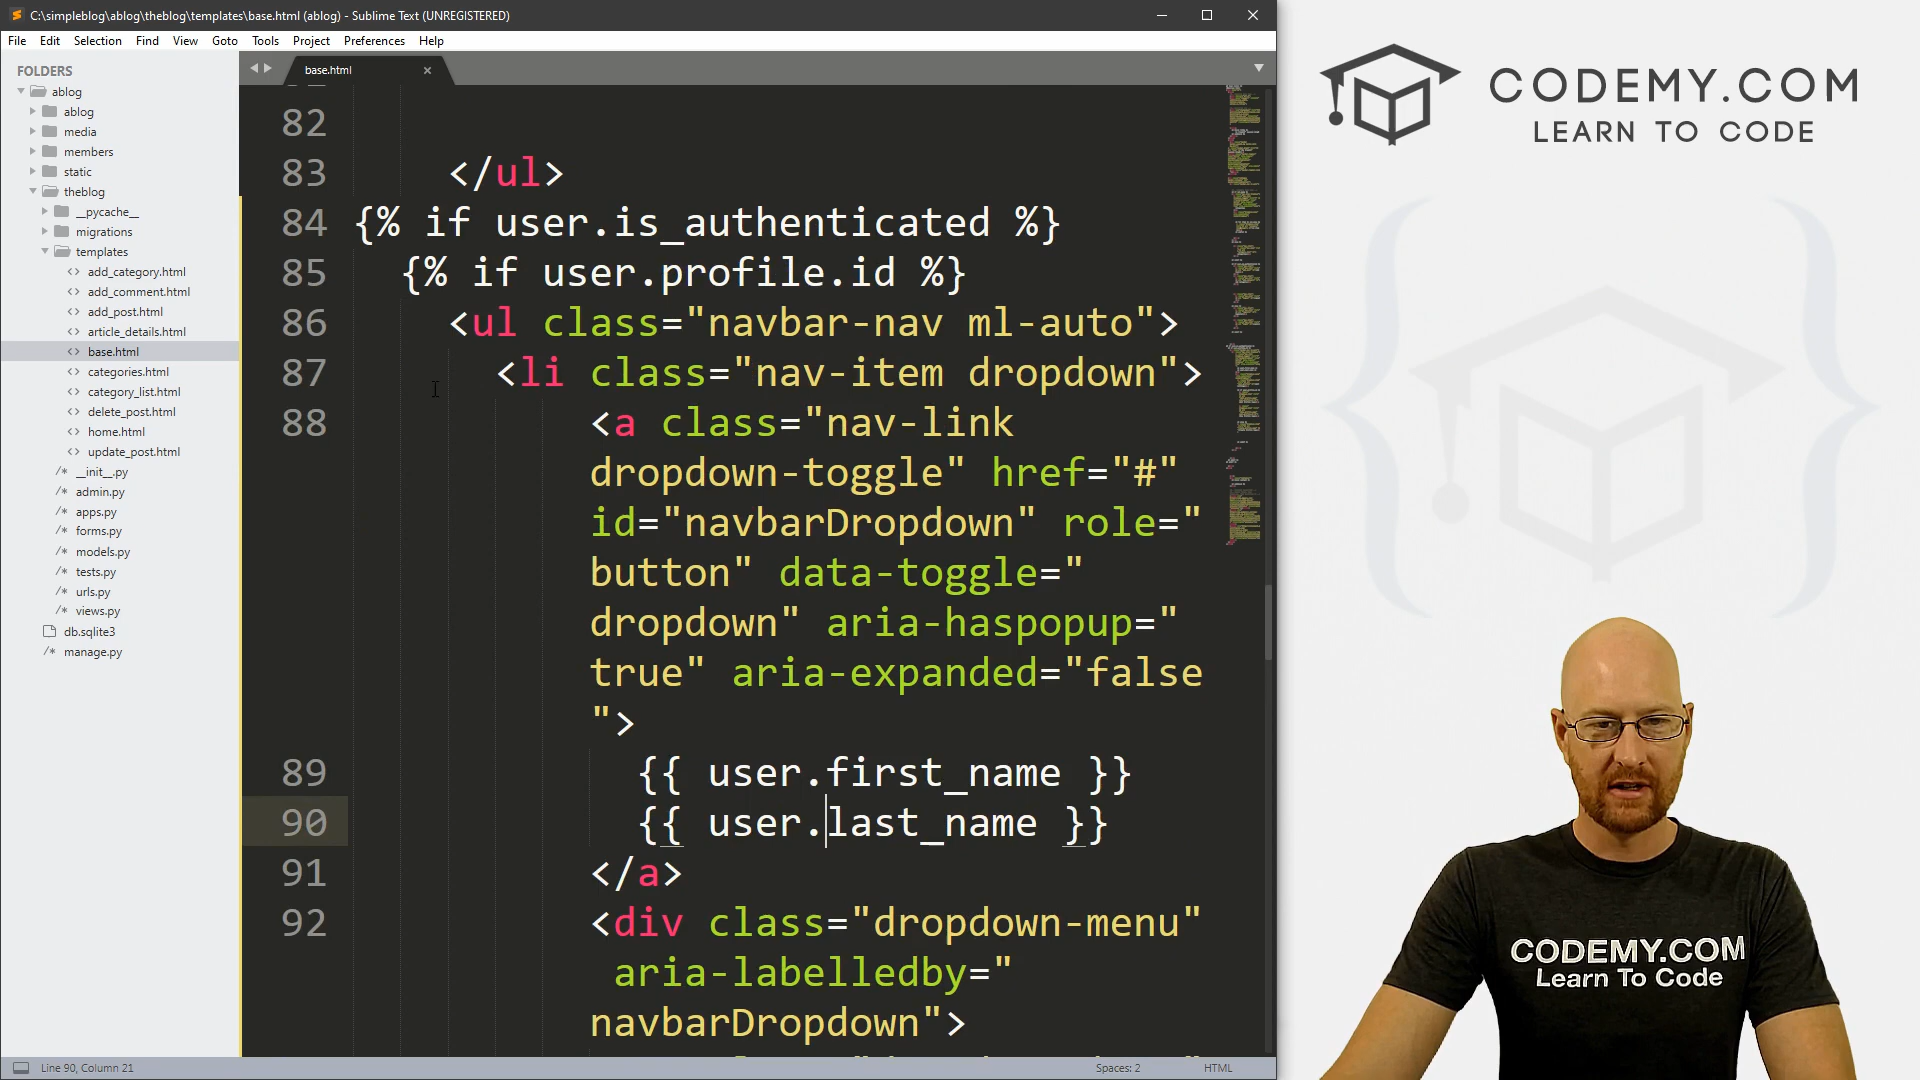 C:\simpleblog\ablog\theblog\templates\base.html (ablog) - Sublime Text (UNREGISTERED)
File Edit Selection Find View Goto Tools Project Preferences Help
FOLDERS
ablog
ablog
media
members
static
theblog
__pycache__
migrations
templates
add_category.html
add_comment.html
add_post.html
article_details.html
base.html
categories.html
category_list.html
delete_post.html
home.html
update_post.html
__init__.py
admin.py
apps.py
forms.py
models.py
tests.py
urls.py
views.py
db.sqlite3
manage.py
base.html
82
83 </ul>
84 {% if user.is_authenticated %}
85 {% if user.profile.id %}
86 <ul class="navbar-nav ml-auto">
87 <li class="nav-item dropdown">
88 <a class="nav-link
dropdown-toggle" href="#"
id="navbarDropdown" role="
button" data-toggle="
dropdown" aria-haspopup="
true" aria-expanded="false
">
89 {{ user.first_name }}
90 {{ user.last_name }}
91 </a>
92 <div class="dropdown-menu"
aria-labelledby="
navbarDropdown">
Line 90, Column 21
Spaces: 2
HTML
CODEMY.COM
LEARN TO CODE
CODEMY.COM
Learn To Code